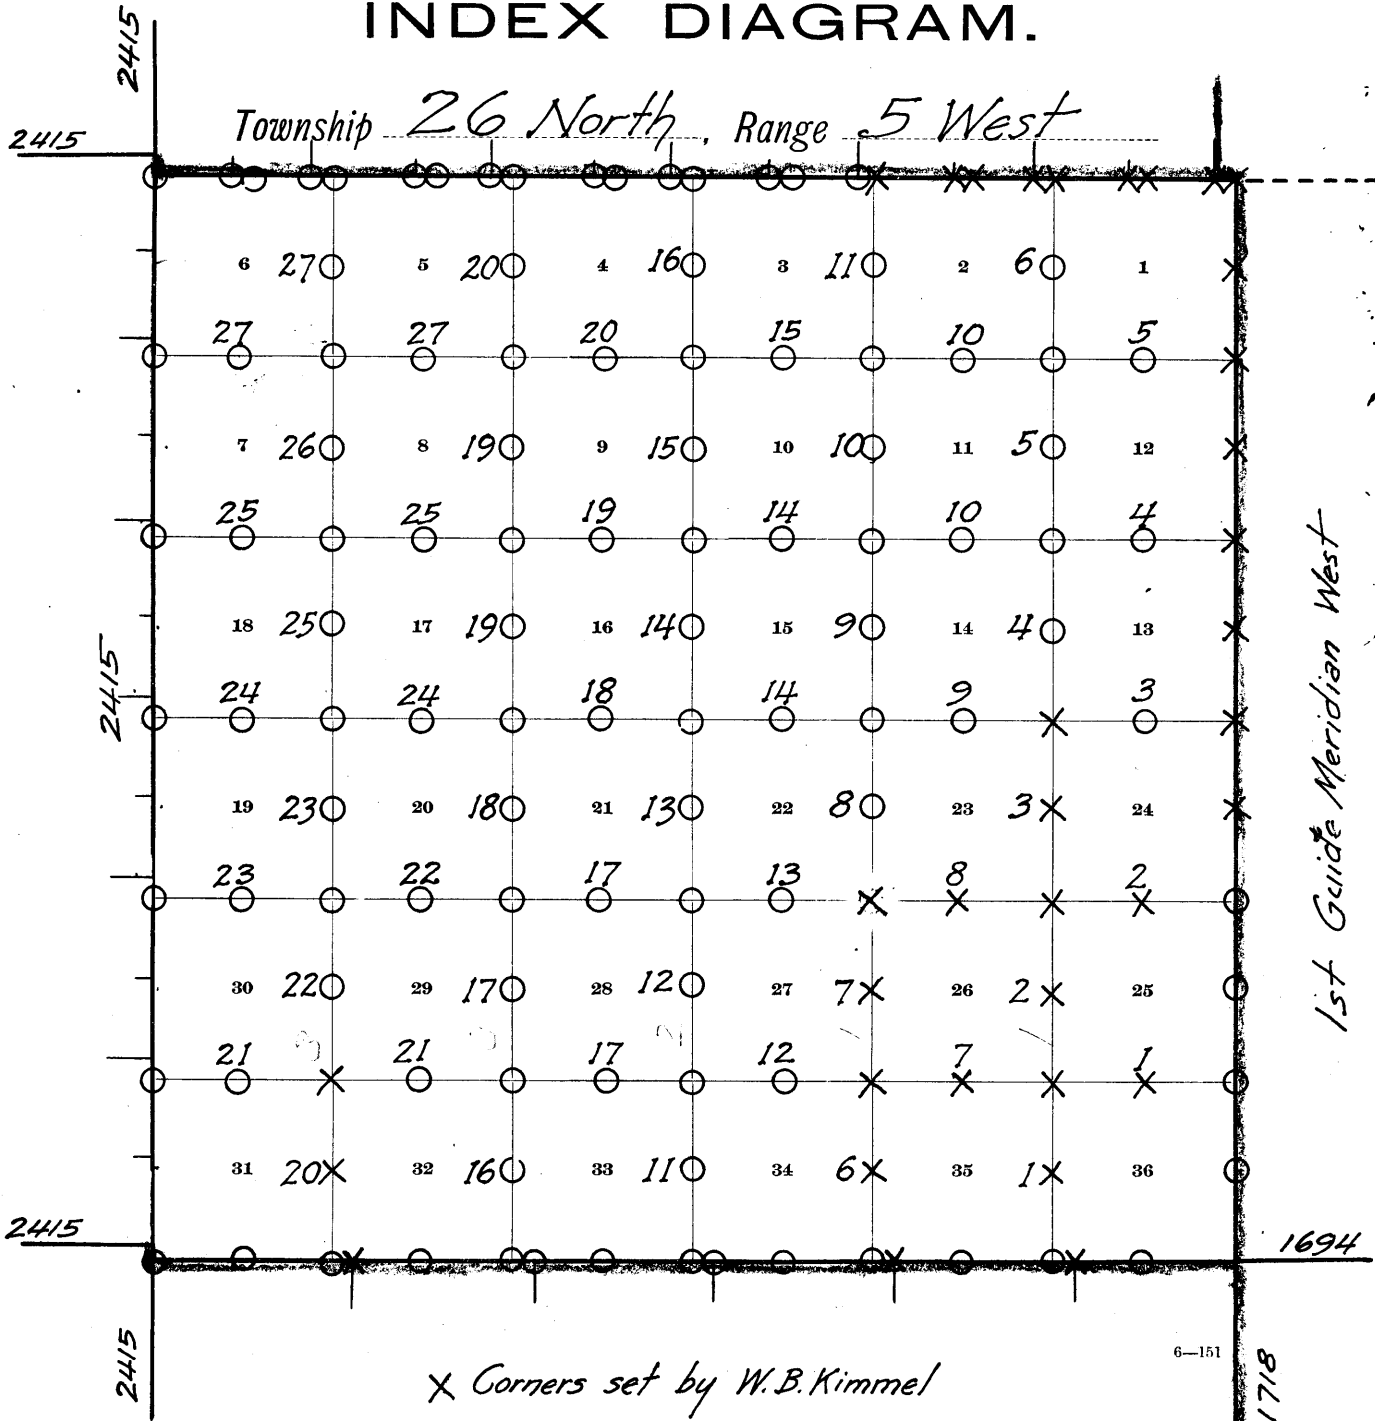 INDEX DIAGRAM.
2415
Township 26 North, Range 5 West
2415
6 27 5 20 4 16 3 11 2 6 1
27 27 20 15 10 5
7 26 8 19 9 15 10 10 11 5 12
25 25 19 14 10 4
18 25 17 19 16 14 15 9 14 4 13
24 24 18 14 9 3
2415
1st Guide Meridian West
19 23 20 18 21 13 22 8 23 3 24
23 22 17 13 8 2
30 22 29 17 28 12 27 7 26 2 25
21 21 17 12 7 1
31 20 32 16 33 11 34 6 35 1 36
2415
1694
2415
6—151
1718
X Corners set by W.B. Kimmel